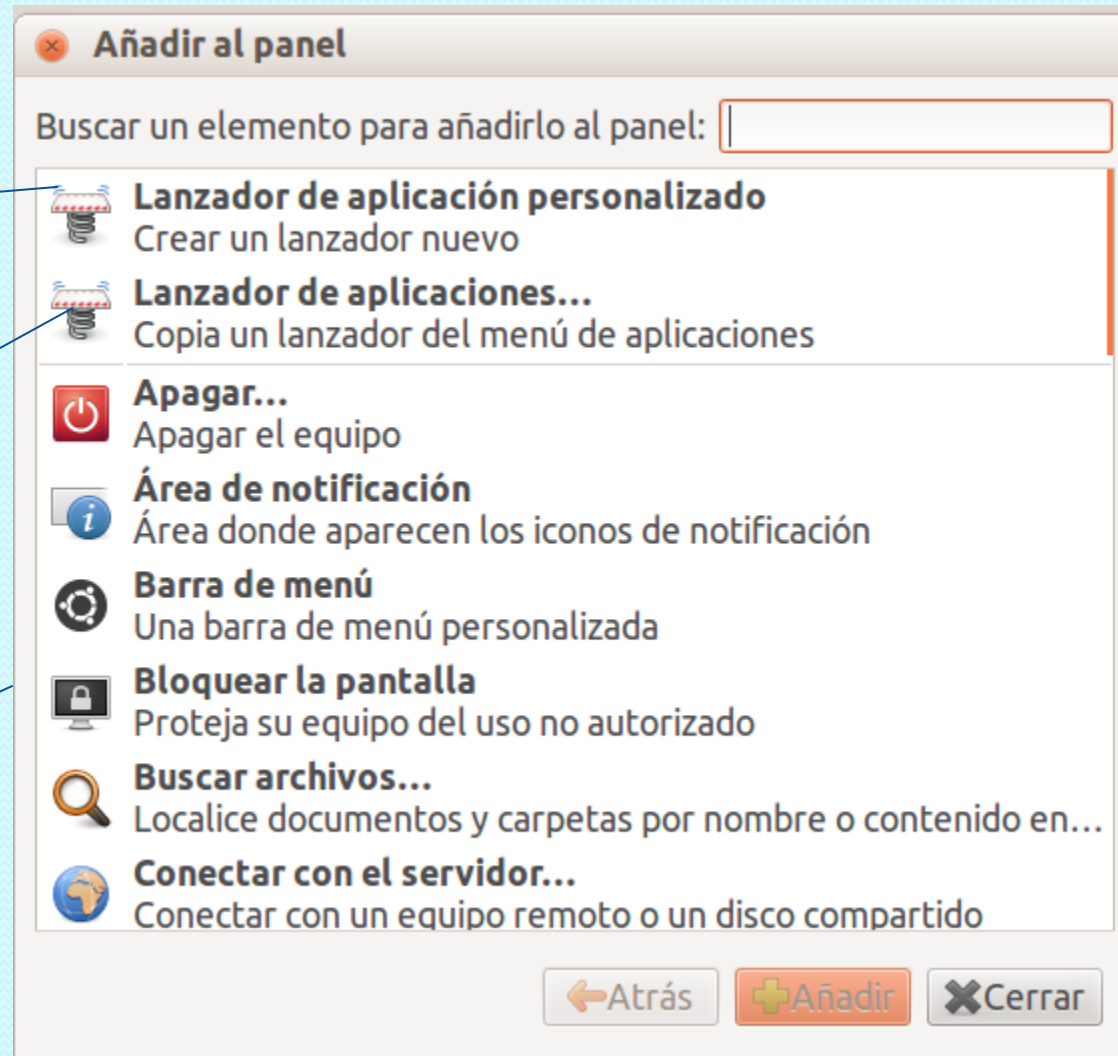 Añadir al panel
Buscar un elemento para añadirlo al panel:
Lanzador de aplicación personalizado
Crear un lanzador nuevo
Lanzador de aplicaciones...
Copia un lanzador del menú de aplicaciones
Apagar...
Apagar el equipo
Área de notificación
Área donde aparecen los iconos de notificación
Barra de menú
Una barra de menú personalizada
Bloquear la pantalla
Proteja su equipo del uso no autorizado
Buscar archivos...
Localice documentos y carpetas por nombre o contenido en...
Conectar con el servidor...
Conectar con un equipo remoto o un disco compartido
Atrás Añadir Cerrar